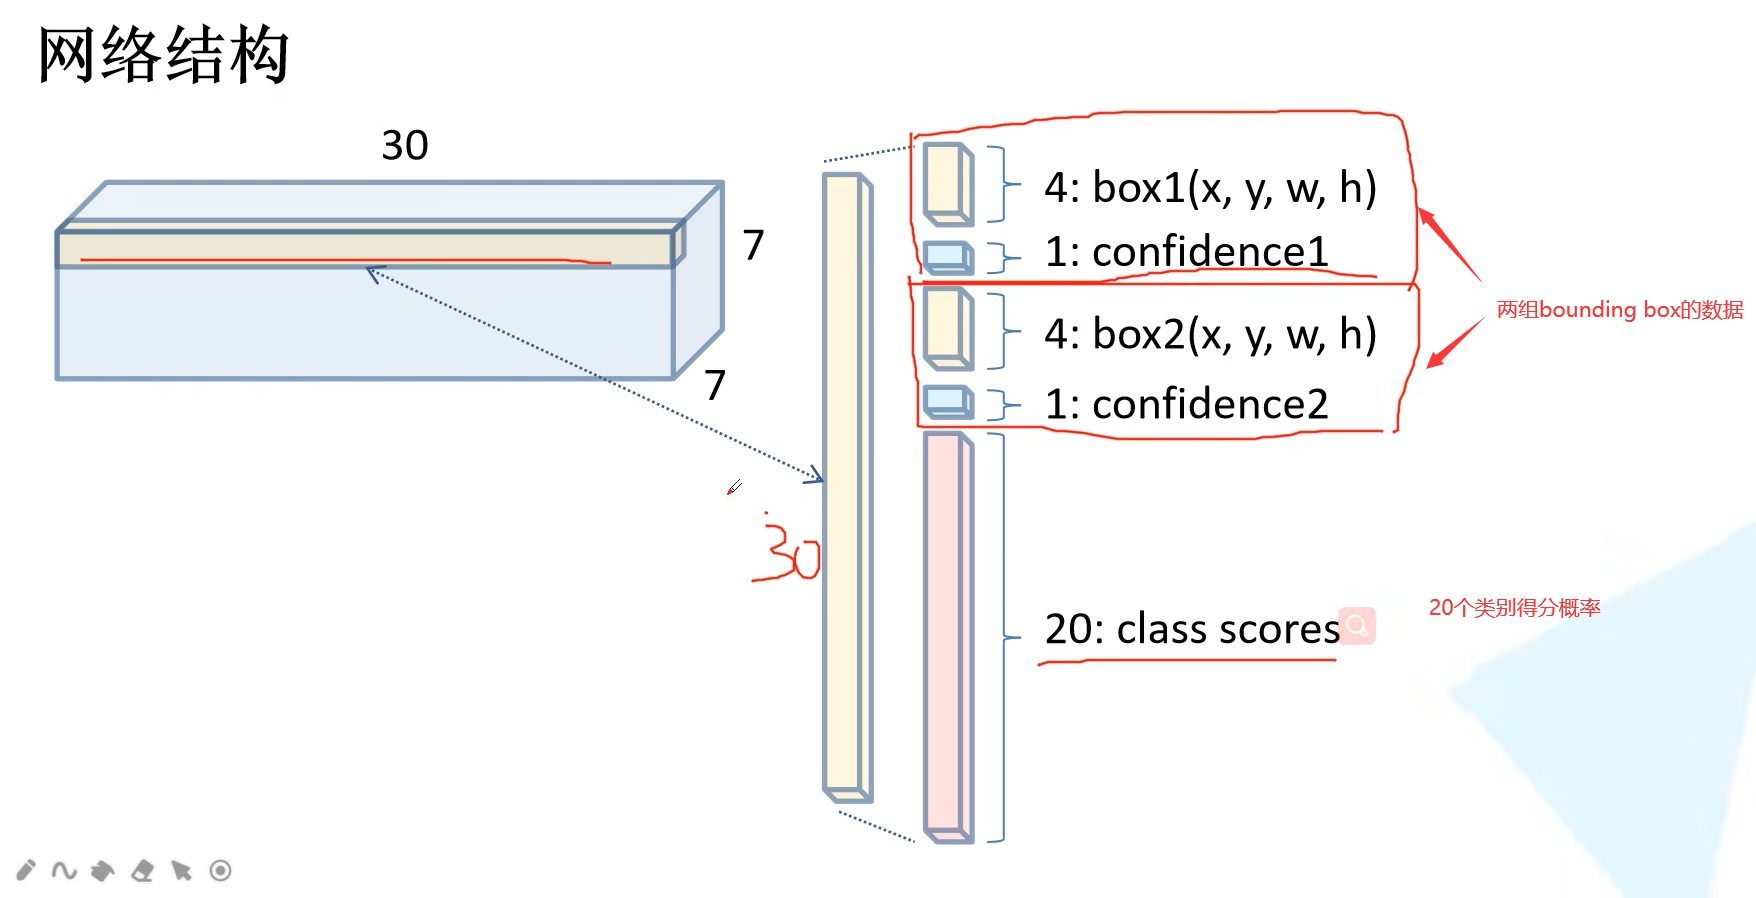 网络结构
30
7
7
30
4: box1(x, y, w, h)
1: confidence1
4: box2(x, y, w, h)
1: confidence2
两组bounding box的数据
20: class scores
20个类别得分概率